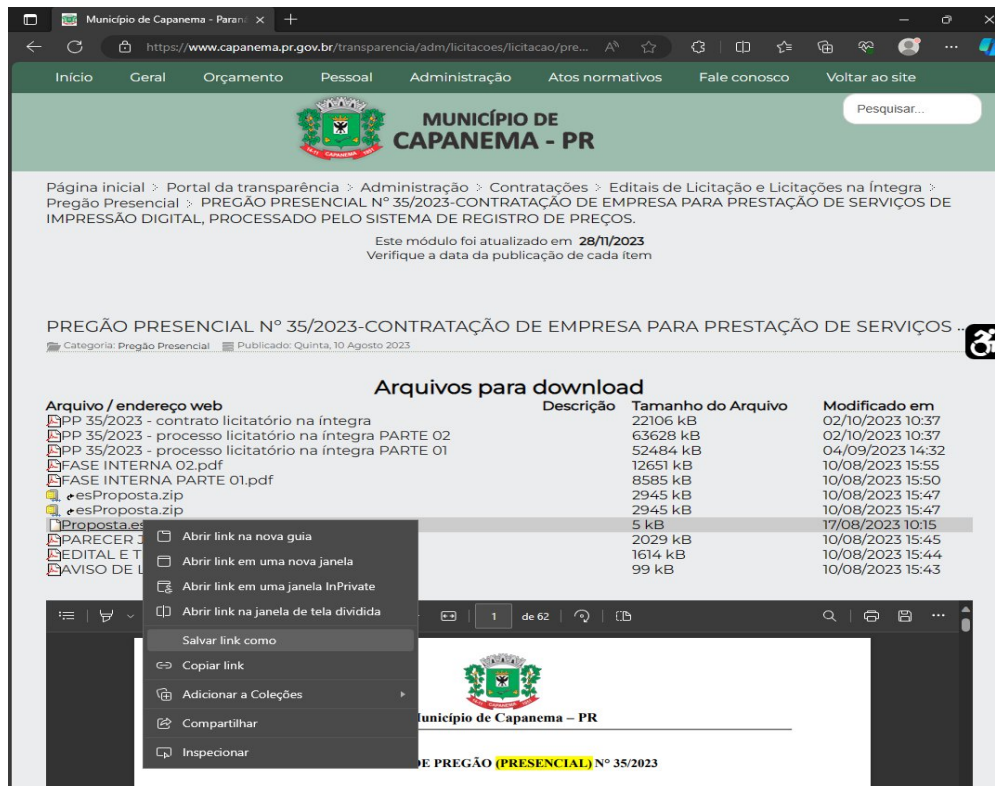 Município de Capanema - Paraná
https://www.capanema.pr.gov.br/transparencia/adm/licitacoes/licitacao/pre...
Início Geral Orçamento Pessoal Administração Atos normativos Fale conosco Voltar ao site
Pesquisar...
MUNICÍPIO DE
CAPANEMA - PR
CAPANEMA
Página inicial > Portal da transparência > Administração > Contratações > Editais de Licitação e Licitações na Íntegra >
Pregão Presencial > PREGÃO PRESENCIAL Nº 35/2023-CONTRATAÇÃO DE EMPRESA PARA PRESTAÇÃO DE SERVIÇOS DE
IMPRESSÃO DIGITAL, PROCESSADO PELO SISTEMA DE REGISTRO DE PREÇOS.
Este módulo foi atualizado em 28/11/2023
Verifique a data da publicação de cada ítem
PREGÃO PRESENCIAL Nº 35/2023-CONTRATAÇÃO DE EMPRESA PARA PRESTAÇÃO DE SERVIÇOS ...
Categoria: Pregão Presencial Publicado: Quinta, 10 Agosto 2023
Arquivos para download
Arquivo / endereço web Descrição Tamanho do Arquivo Modificado em
PP 35/2023 - contrato licitatório na íntegra 22106 kB 02/10/2023 10:37
PP 35/2023 - processo licitatório na íntegra PARTE 02 63628 kB 02/10/2023 10:37
PP 35/2023 - processo licitatório na íntegra PARTE 01 52484 kB 04/09/2023 14:32
FASE INTERNA 02.pdf 12651 kB 10/08/2023 15:55
FASE INTERNA PARTE 01.pdf 8585 kB 10/08/2023 15:50
esProposta.zip 2945 kB 10/08/2023 15:47
esProposta.zip 2945 kB 10/08/2023 15:47
Proposta.es 5 kB 17/08/2023 10:15
PARECER J 2029 kB 10/08/2023 15:45
EDITAL E T 1614 kB 10/08/2023 15:44
AVISO DE L 99 kB 10/08/2023 15:43
Abrir link na nova guia
Abrir link em uma nova janela
Abrir link em uma janela InPrivate
Abrir link na janela de tela dividida
Salvar link como
Copiar link
Adicionar a Coleções
Compartilhar
Inspecionar
1 de 62
Município de Capanema – PR
DE PREGÃO (PRESENCIAL) Nº 35/2023